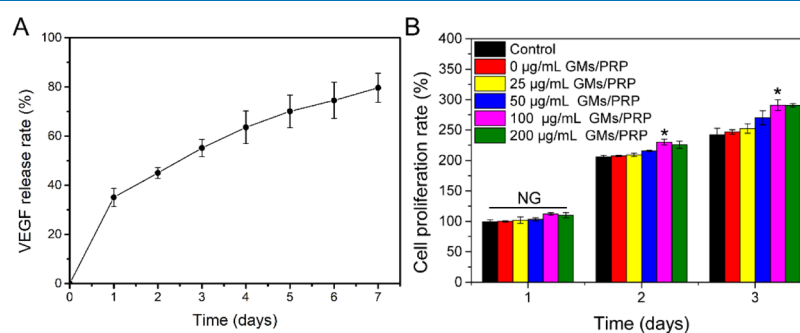 A
VEGF release rate (%)
100
80
60
40
20
0
0 1 2 3 4 5 6 7
Time (days)
B
Cell proliferation rate (%)
400
350
300
250
200
150
100
50
0
Control
0 µg/mL GMs/PRP
25 µg/mL GMs/PRP
50 µg/mL GMs/PRP
100 µg/mL GMs/PRP
200 µg/mL GMs/PRP
NG
*
*
1 2 3
Time (days)